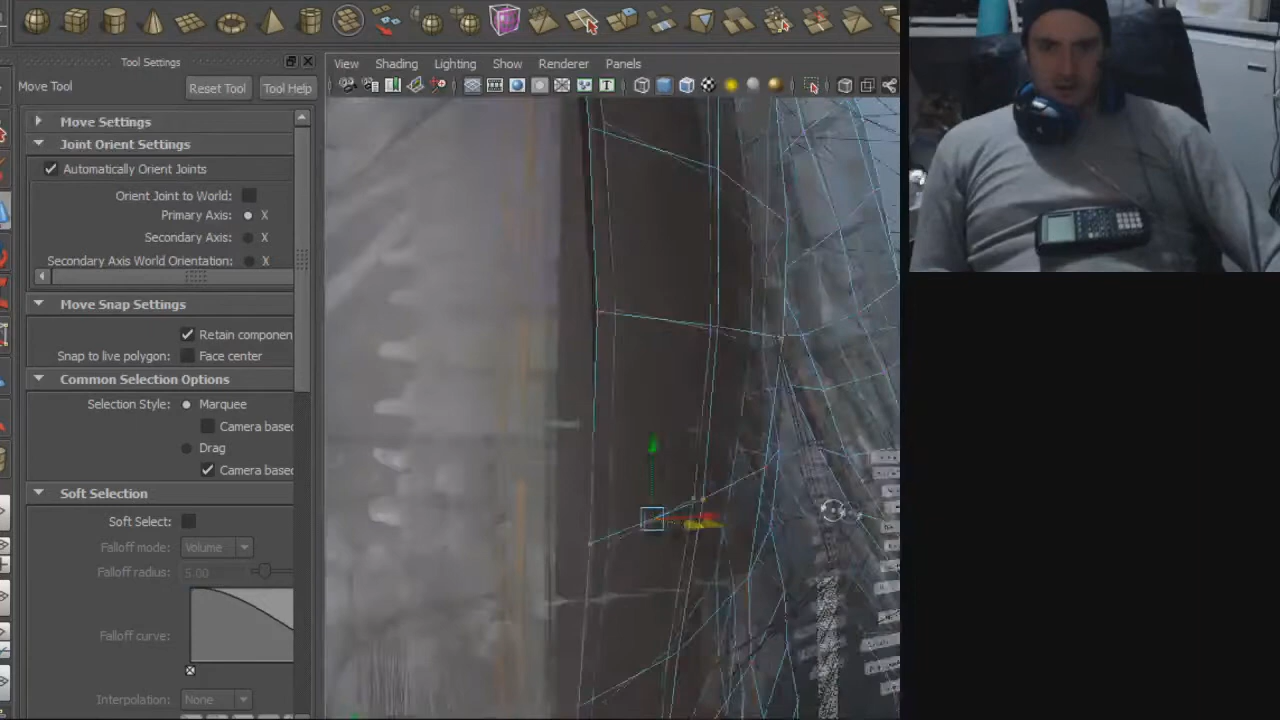 Tool Settings
View Shading Lighting Show Renderer Panels
Move Tool Reset Tool Tool Help
T
Move Settings
Joint Orient Settings
Automatically Orient Joints
Orient Joint to World:
Primary Axis: X
Secondary Axis: X
Secondary Axis World Orientation: X
Move Snap Settings
Retain componen
Snap to live polygon: Face center
Common Selection Options
Selection Style: Marquee
Camera based
Drag
Camera based
Soft Selection
Soft Select:
Falloff mode: Volume
Falloff radius: 5.00
Falloff curve:
Interpolation: None